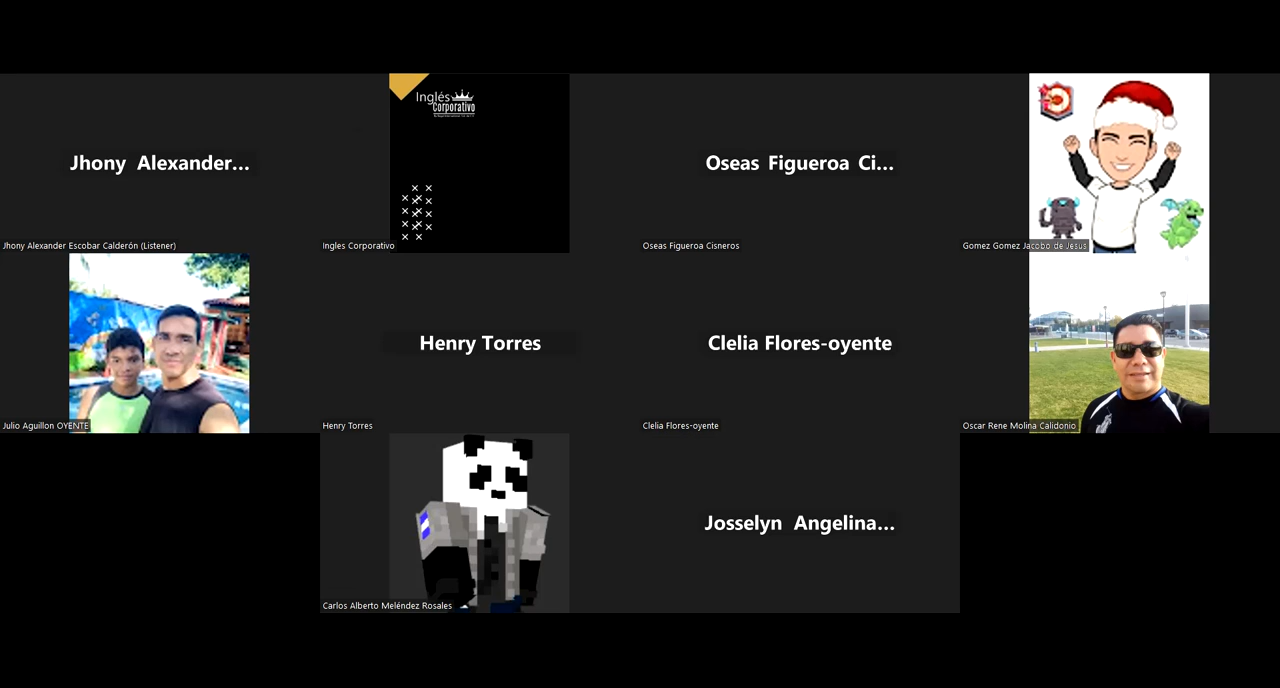 Jhony Alexander...
Jhony Alexander Escobar Calderón (Listener)
Inglés
Corporativo
Ingles Corporativo
Oseas Figueroa Ci...
Oseas Figueroa Cisneros
Gomez Gomez Jacobo de Jesus
Julio Aguillon OYENTE
Henry Torres
Henry Torres
Clelia Flores-oyente
Clelia Flores-oyente
Oscar Rene Molina Calidonio
Carlos Alberto Meléndez Rosales
Josselyn Angelina...